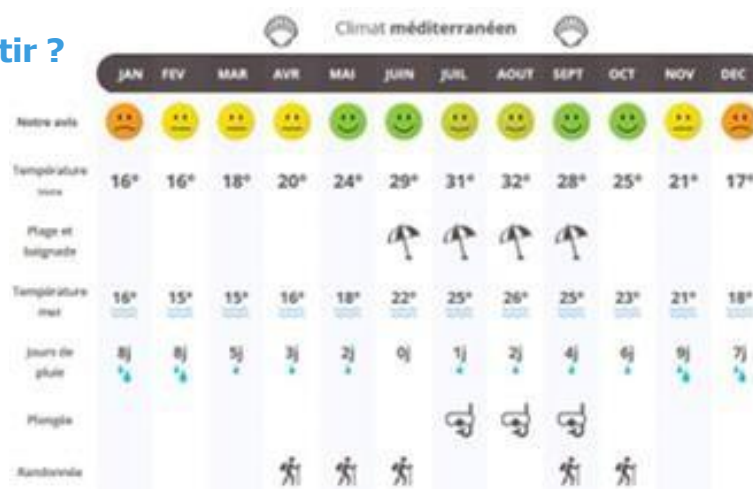 Climat méditerranéen
tir ?
JAN FEV MAR AVR MAI JUIN JUIL AOUT SEPT OCT NOV DEC
Notre avis
Température
16° 16° 18° 20° 24° 29° 31° 32° 28° 25° 21° 17°
Plage et
baignade
Température
mer
16° 15° 15° 16° 18° 22° 25° 26° 25° 23° 21° 18°
Jours de
pluie
8j 8j 5j 3j 2j 0j 1j 2j 4j 6j 9j 7j
Plongée
Randonnée